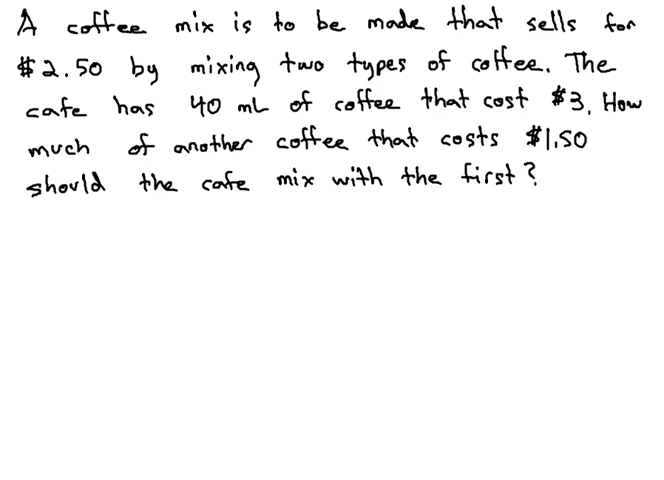 A coffee mix is to be made that sells for
$2.50 by mixing two types of coffee. The
cafe has 40 mL of coffee that cost $3. How
much of another coffee that costs $1.50
should the cafe mix with the first?